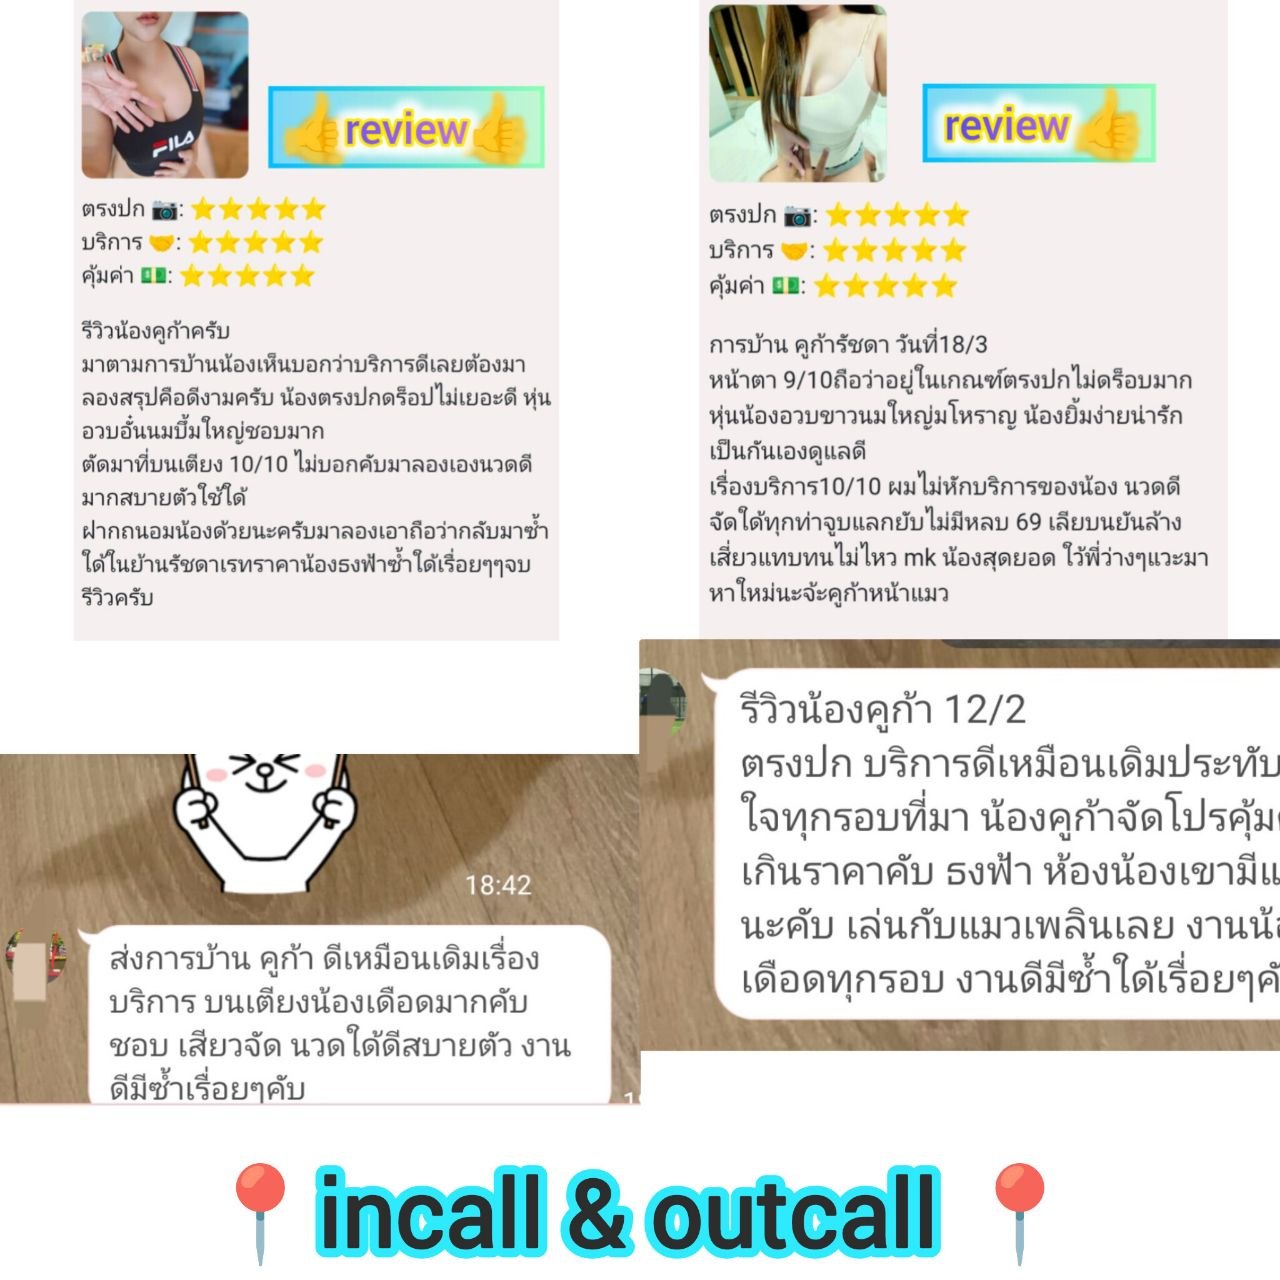 FILA
review
ตรงปก 📷: ⭐⭐⭐⭐⭐
บริการ 🤝: ⭐⭐⭐⭐⭐
คุ้มค่า 💵: ⭐⭐⭐⭐⭐
รีวิวน้องคูก้าครับ
มาตามการบ้านน้องเห็นบอกว่าบริการดีเลยต้องมา
ลองสรุปคือดีงามครับ น้องตรงปกดร็อปไม่เยอะดี หุ่น
อวบอั๋นนมบึ้มใหญ่ชอบมาก
ตัดมาที่บนเตียง 10/10 ไม่บอกคับมาลองเองนวดดี
มากสบายตัวใช้ใด้
ฝากถนอมน้องด้วยนะครับมาลองเอาถือว่ากลับมาซ้ำ
ใด้ในย้านรัชดาเรทราคาน้องธงฟ้าซ้ำใด้เรื่อยๆๆจบ
รีวิวครับ
review
ตรงปก 📷: ⭐⭐⭐⭐⭐
บริการ 🤝: ⭐⭐⭐⭐⭐
คุ้มค่า 💵: ⭐⭐⭐⭐⭐
การบ้าน คูก้ารัชดา วันที่18/3
หน้าตา 9/10ถือว่าอยู่ในเกณฑ์ตรงปกไม่ดร็อบมาก
หุ่นน้องอวบขาวนมใหญ่มโหราญ น้องยิ้มง่ายน่ารัก
เป็นกันเองดูแลดี
เรื่องบริการ10/10 ผมไม่หักบริการของน้อง นวดดี
จัดใด้ทุกท่าจูบแลกยับไม่มีหลบ 69 เลียบนยันล้าง
เสี่ยวแทบทนไม่ไหว mk น้องสุดยอด ใว้พี่ว่างๆแวะมา
หาใหม่นะจ้ะคูก้าหน้าแมว
18:42
ส่งการบ้าน คูก้า ดีเหมือนเดิมเรื่อง
บริการ บนเตียงน้องเดือดมากคับ
ชอบ เสียวจัด นวดใด้ดีสบายตัว งาน
ดีมีซ้ำเรื่อยๆคับ
รีวิวน้องคูก้า 12/2
ตรงปก บริการดีเหมือนเดิมประทับ
ใจทุกรอบที่มา น้องคูก้าจัดโปรคุ้ม
เกินราคาคับ ธงฟ้า ห้องน้องเขามี
นะคับ เล่นกับแมวเพลินเลย งาน
เดือดทุกรอบ งานดีมีซ้ำใด้เรื่อยๆ
📍 incall & outcall 📍